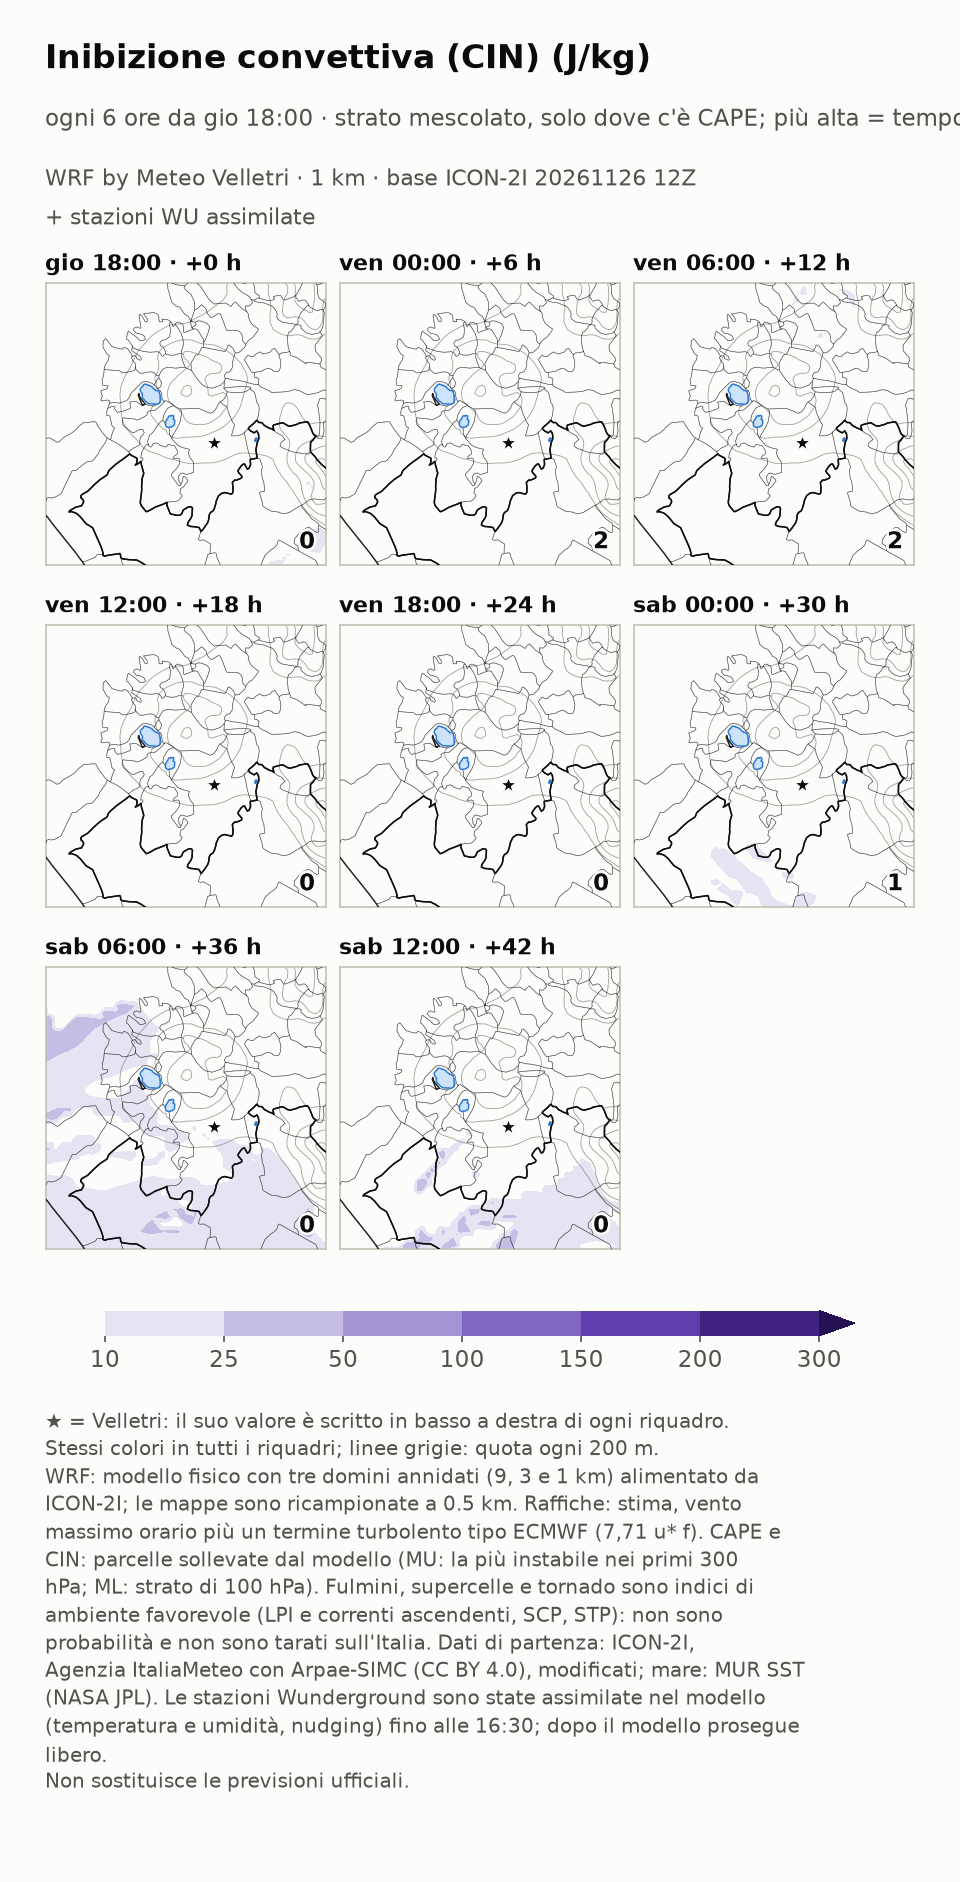 Inibizione convettiva (CIN) (J/kg)
ogni 6 ore da gio 18:00 · strato mescolato, solo dove c'è CAPE; più alta = tempo
WRF by Meteo Velletri · 1 km · base ICON-2I 20261126 12Z
+ stazioni WU assimilate
gio 18:00 · +0 h
ven 00:00 · +6 h
ven 06:00 · +12 h
0
2
2
ven 12:00 · +18 h
ven 18:00 · +24 h
sab 00:00 · +30 h
0
0
1
sab 06:00 · +36 h
sab 12:00 · +42 h
0
0
10 25 50 100 150 200 300
★ = Velletri: il suo valore è scritto in basso a destra di ogni riquadro.
Stessi colori in tutti i riquadri; linee grigie: quota ogni 200 m.
WRF: modello fisico con tre domini annidati (9, 3 e 1 km) alimentato da
ICON-2I; le mappe sono ricampionate a 0.5 km. Raffiche: stima, vento
massimo orario più un termine turbolento tipo ECMWF (7,71 u* f). CAPE e
CIN: parcelle sollevate dal modello (MU: la più instabile nei primi 300
hPa; ML: strato di 100 hPa). Fulmini, supercelle e tornado sono indici di
ambiente favorevole (LPI e correnti ascendenti, SCP, STP): non sono
probabilità e non sono tarati sull'Italia. Dati di partenza: ICON-2I,
Agenzia ItaliaMeteo con Arpae-SIMC (CC BY 4.0), modificati; mare: MUR SST
(NASA JPL). Le stazioni Wunderground sono state assimilate nel modello
(temperatura e umidità, nudging) fino alle 16:30; dopo il modello prosegue
libero.
Non sostituisce le previsioni ufficiali.